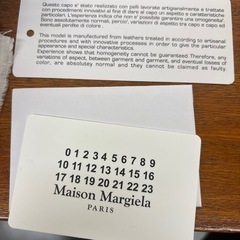 Questo capo e' stato realizzato con pelli lavorate artigianalmente e trattate
con procedimenti innovativi al fine di dare al capo un aspetto e caratteristiche
particolari. E' per questo motivo che non si può garantire una omogeneita'.
Sono assolutamente normali, percio', variazioni di aspetto tra capo e capo ed
eventuali perdite di colore.
This model is manufactured from leathers treated in according to artisanal
procedures and with innovative processes in order to give the particular
appearance and special characteristics.
Experience shows that homogeneity cannot be guaranteed. Therefore, any
variations of aspect, between garment and garment, and eventual losses of
color, are absolutely normal and they cannot be claimed as faulty.
0 1 2 3 4 5 6 7 8 9
10 11 12 13 14 15 16
17 18 19 20 21 22 23
Maison Margiela
PARIS